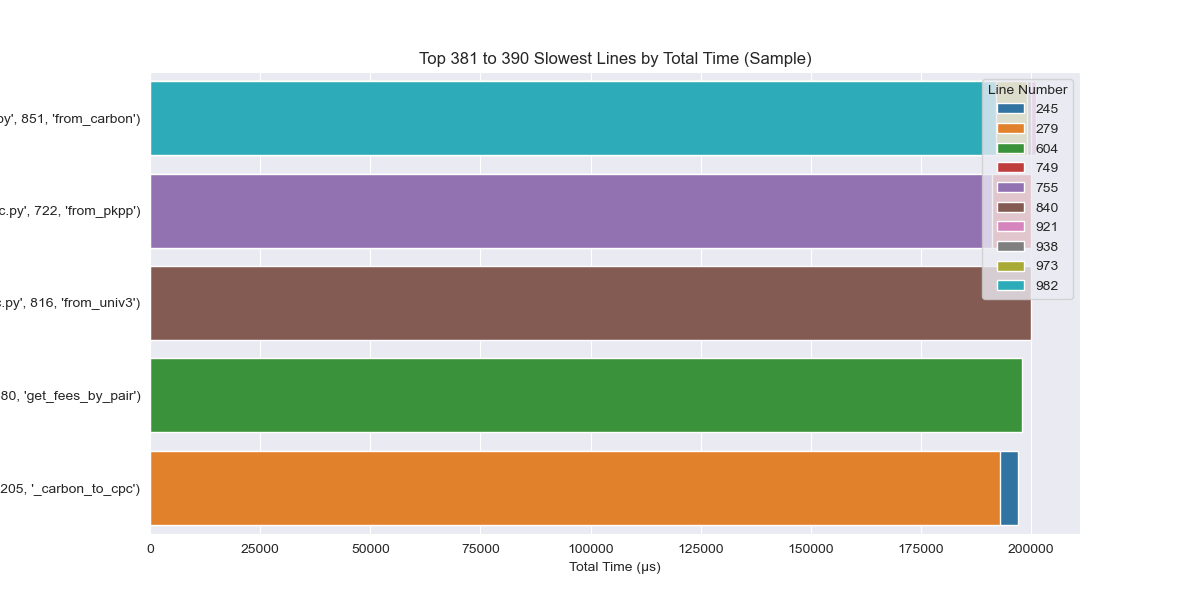 Top 381 to 390 Slowest Lines by Total Time (Sample)
Line Number
245
279
604
749
755
840
921
938
973
982
py', 851, 'from_carbon')
c.py', 722, 'from_pkpp')
.py', 816, 'from_univ3')
80, 'get_fees_by_pair')
205, '_carbon_to_cpc')
0 25000 50000 75000 100000 125000 150000 175000 200000
Total Time (µs)